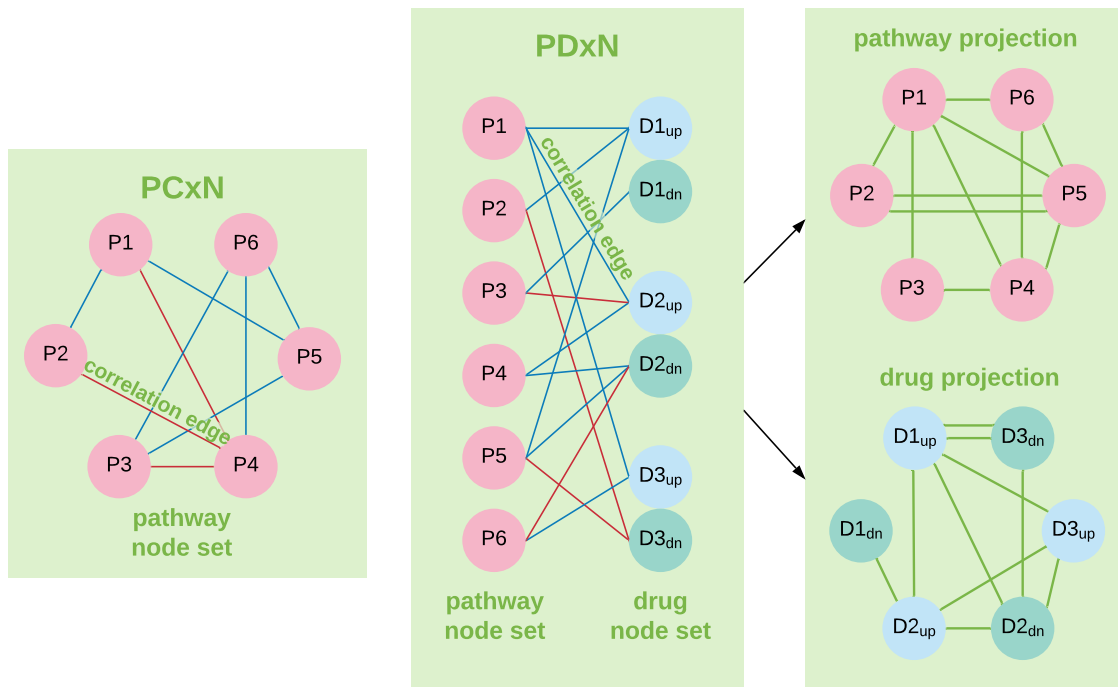 PCxN
P1
P6
P2
P5
correlation edge
P3
P4
pathway
node set
PDxN
P1
P2
P3
P4
P5
P6
correlation edge
D1up
D1dn
D2up
D2dn
D3up
D3dn
pathway
node set
drug
node set
pathway projection
P1
P6
P2
P5
P3
P4
drug projection
D1up
D3dn
D1dn
D3up
D2up
D2dn